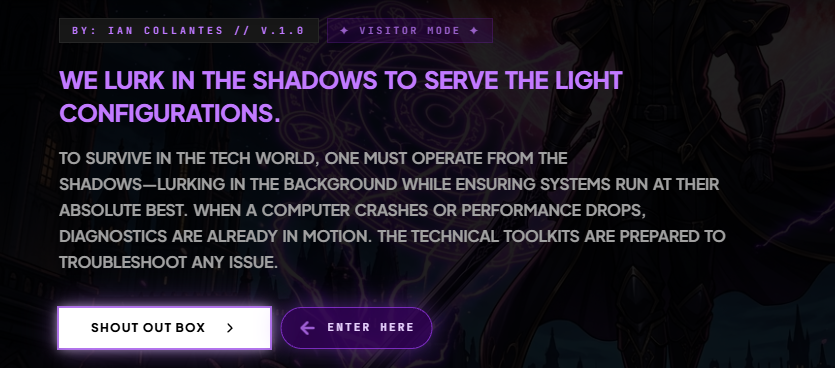 BY: IAN COLLANTES // V.1.0
✦ VISITOR MODE ✦
WE LURK IN THE SHADOWS TO SERVE THE LIGHT
CONFIGURATIONS.
TO SURVIVE IN THE TECH WORLD, ONE MUST OPERATE FROM THE
SHADOWS—LURKING IN THE BACKGROUND WHILE ENSURING SYSTEMS RUN AT THEIR
ABSOLUTE BEST. WHEN A COMPUTER CRASHES OR PERFORMANCE DROPS,
DIAGNOSTICS ARE ALREADY IN MOTION. THE TECHNICAL TOOLKITS ARE PREPARED TO
TROUBLESHOOT ANY ISSUE.
SHOUT OUT BOX >
← ENTER HERE